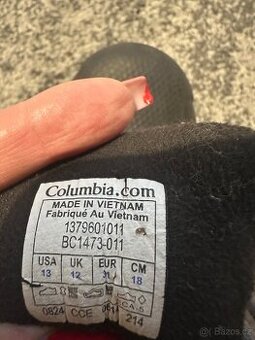 Columbia.com
MADE IN VIETNAM
Fabriqué Au Vietnam
1379601011
BC1473-011
USA UK EUR CM
13 12 31 18
0824 CCE
214
Bazoš.cz